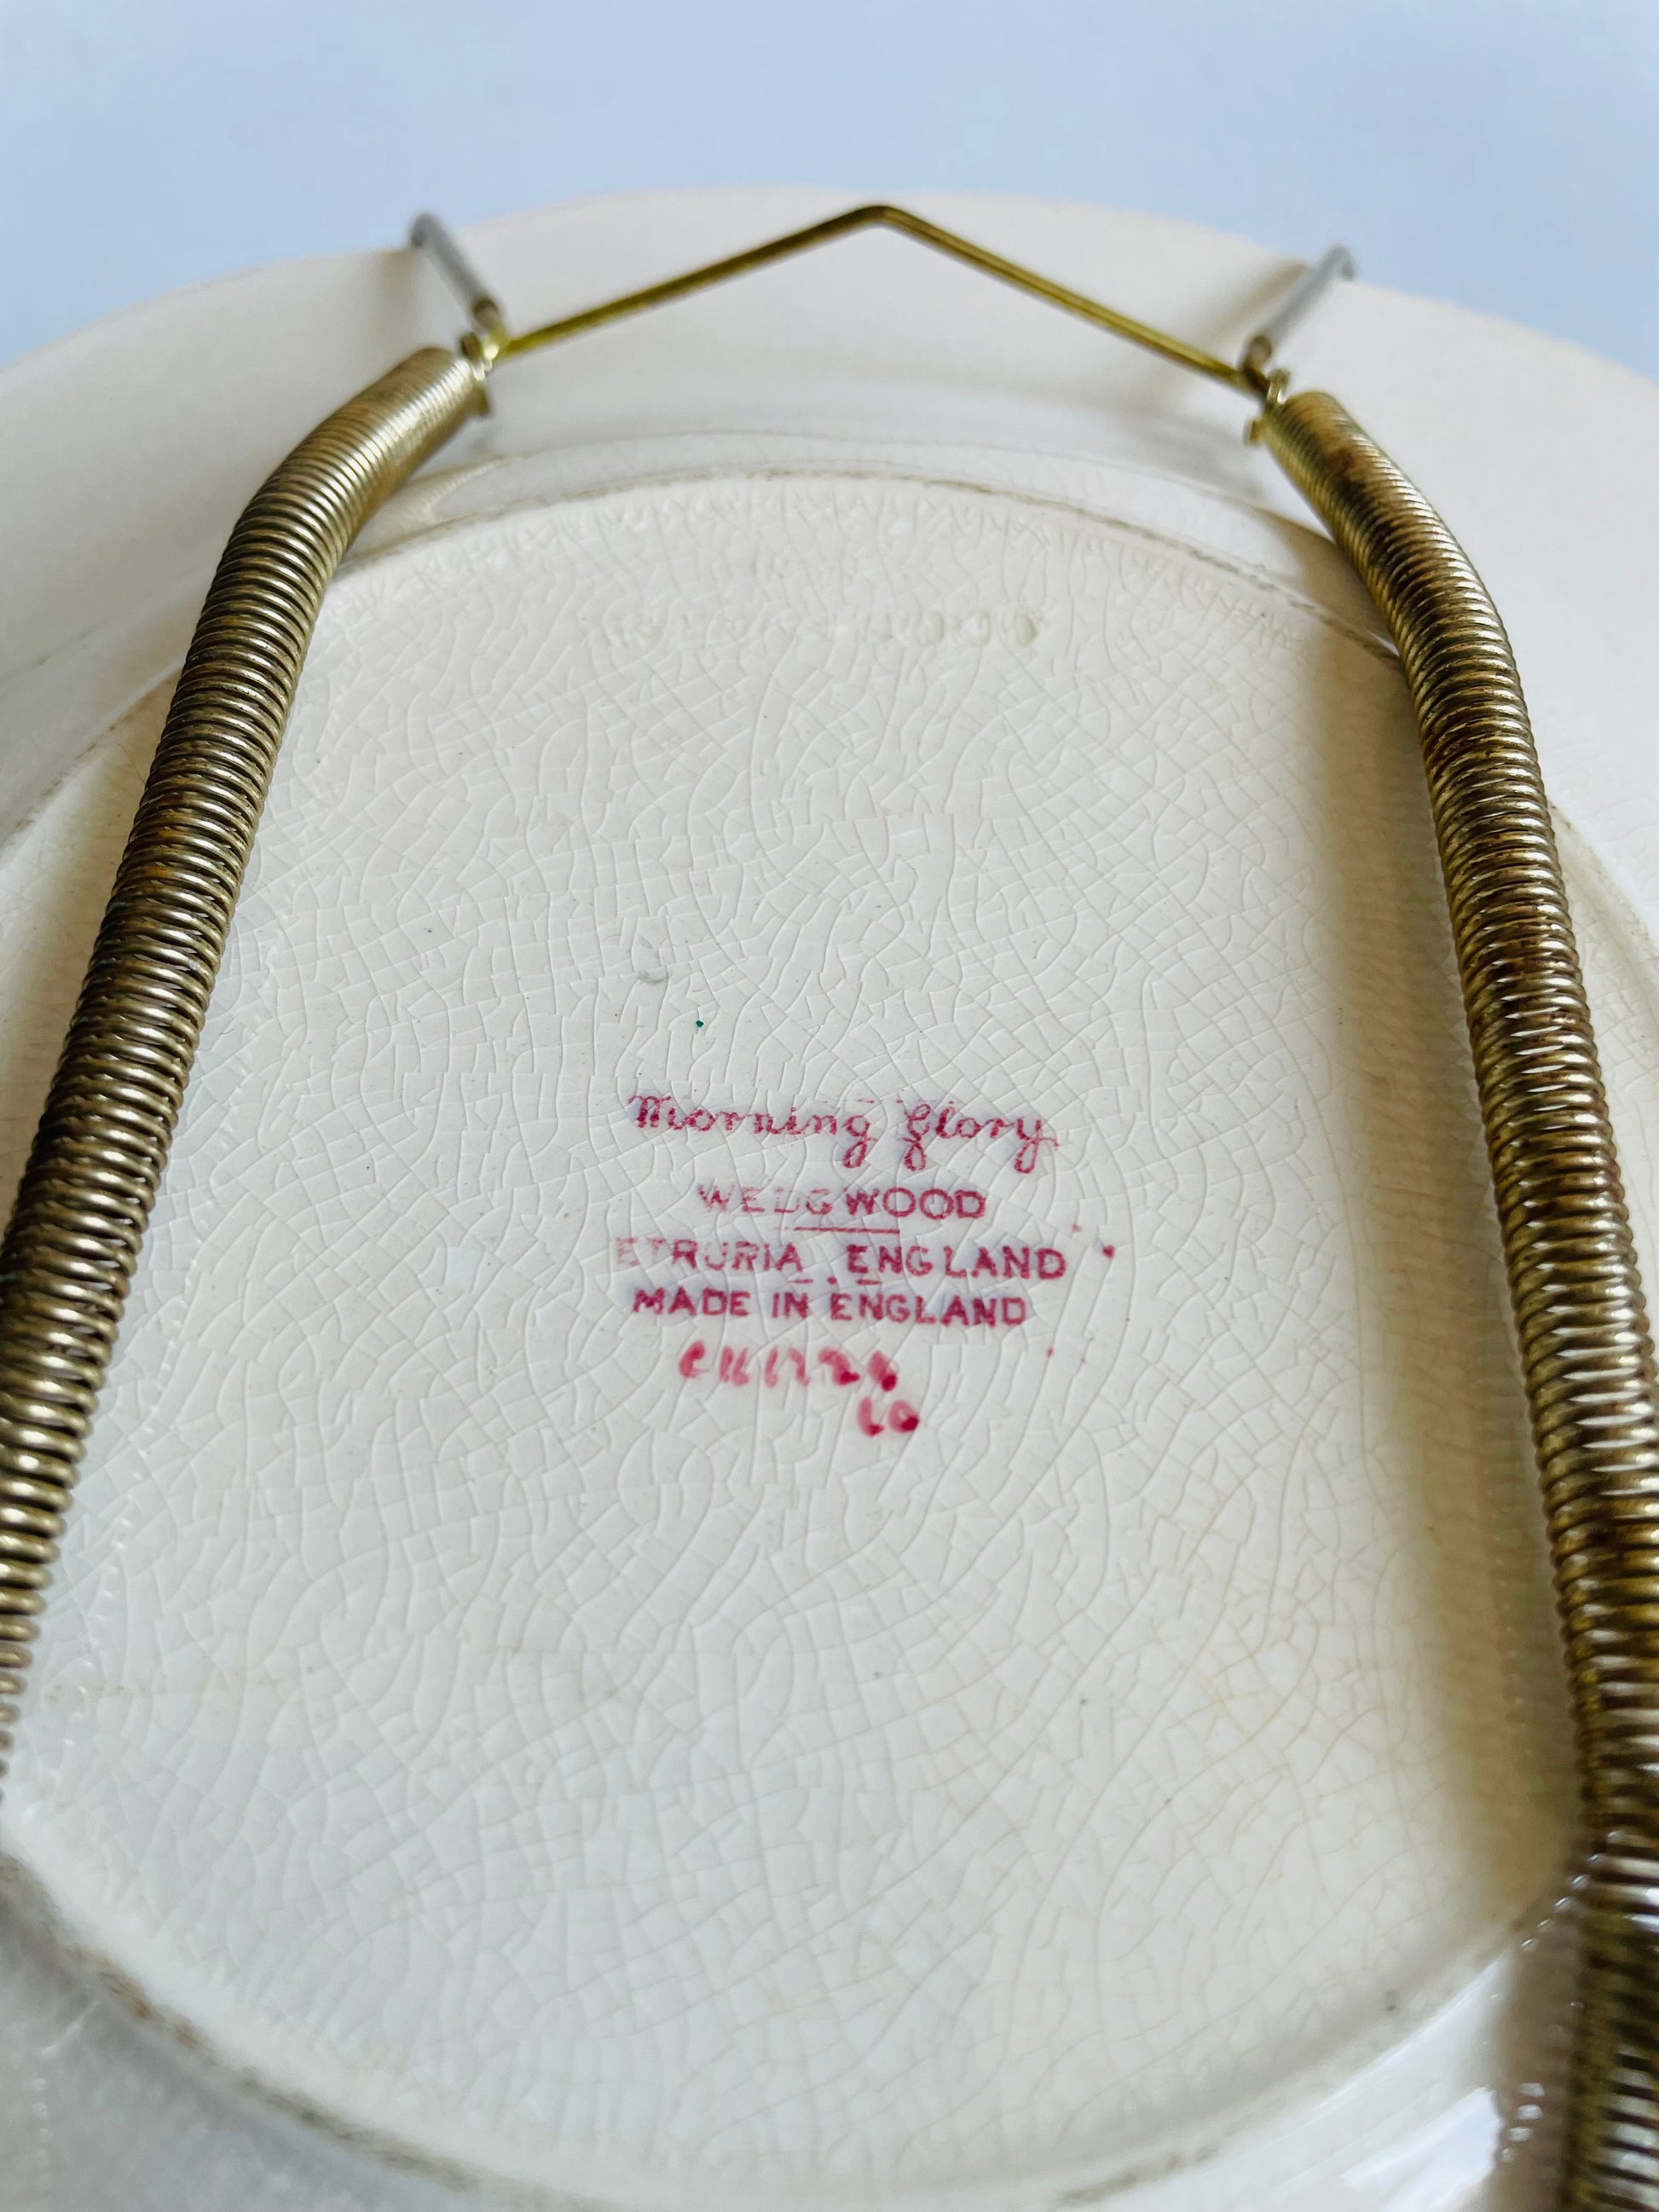 Morning Glory
WEDGWOOD
ETRURIA. ENGLAND
MADE IN ENGLAND